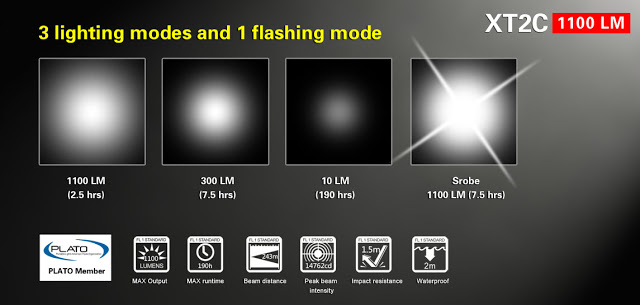 XT2C 1100 LM
3 lighting modes and 1 flashing mode
1100 LM
(2.5 hrs)
300 LM
(7.5 hrs)
10 LM
(190 hrs)
Srobe
1100 LM (7.5 hrs)
PLATO
PLATO Member
FL 1 STANDARD
1100
LUMENS
MAX Output
FL 1 STANDARD
190h
MAX runtime
FL 1 STANDARD
243m
Beam distance
FL 1 STANDARD
14762cd
Peak beam
intensity
FL 1 STANDARD
1.5m
Impact resistance
FL 1 STANDARD
2m
Waterproof